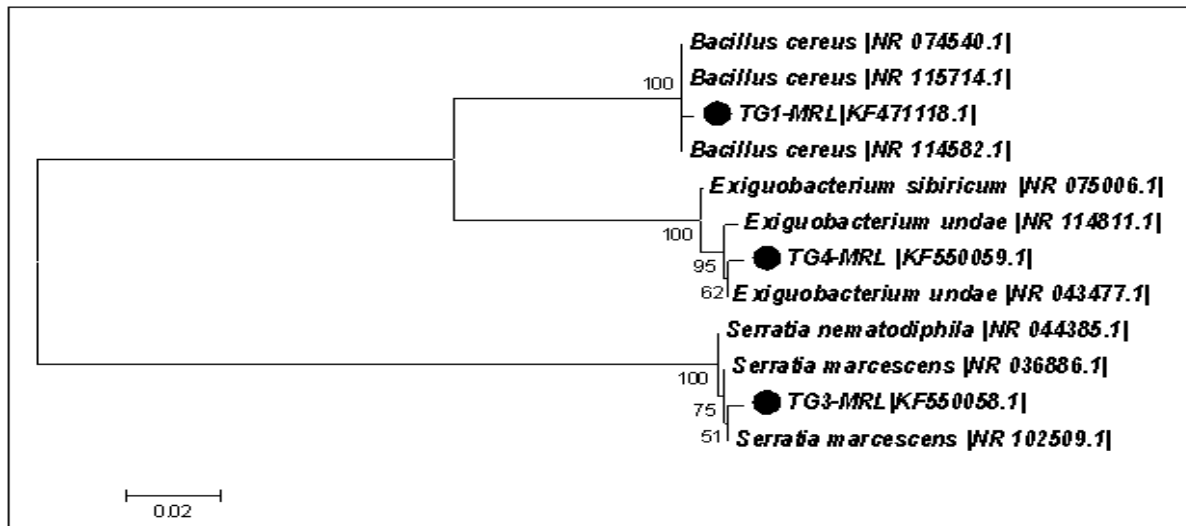 Bacillus cereus |NR 074540.1|
Bacillus cereus |NR 115714.1|
100
TG1-MRL|KF471118.1|
Bacillus cereus |NR 114582.1|
Exiguobacterium sibiricum |NR 075006.1|
Exiguobacterium undae |NR 114811.1|
100
TG4-MRL |KF550059.1|
95
62
Exiguobacterium undae |NR 043477.1|
Serratia nematodiphila |NR 044385.1|
Serratia marcescens |NR 036886.1|
100
TG3-MRL|KF550058.1|
75
51
Serratia marcescens |NR 102509.1|
0.02